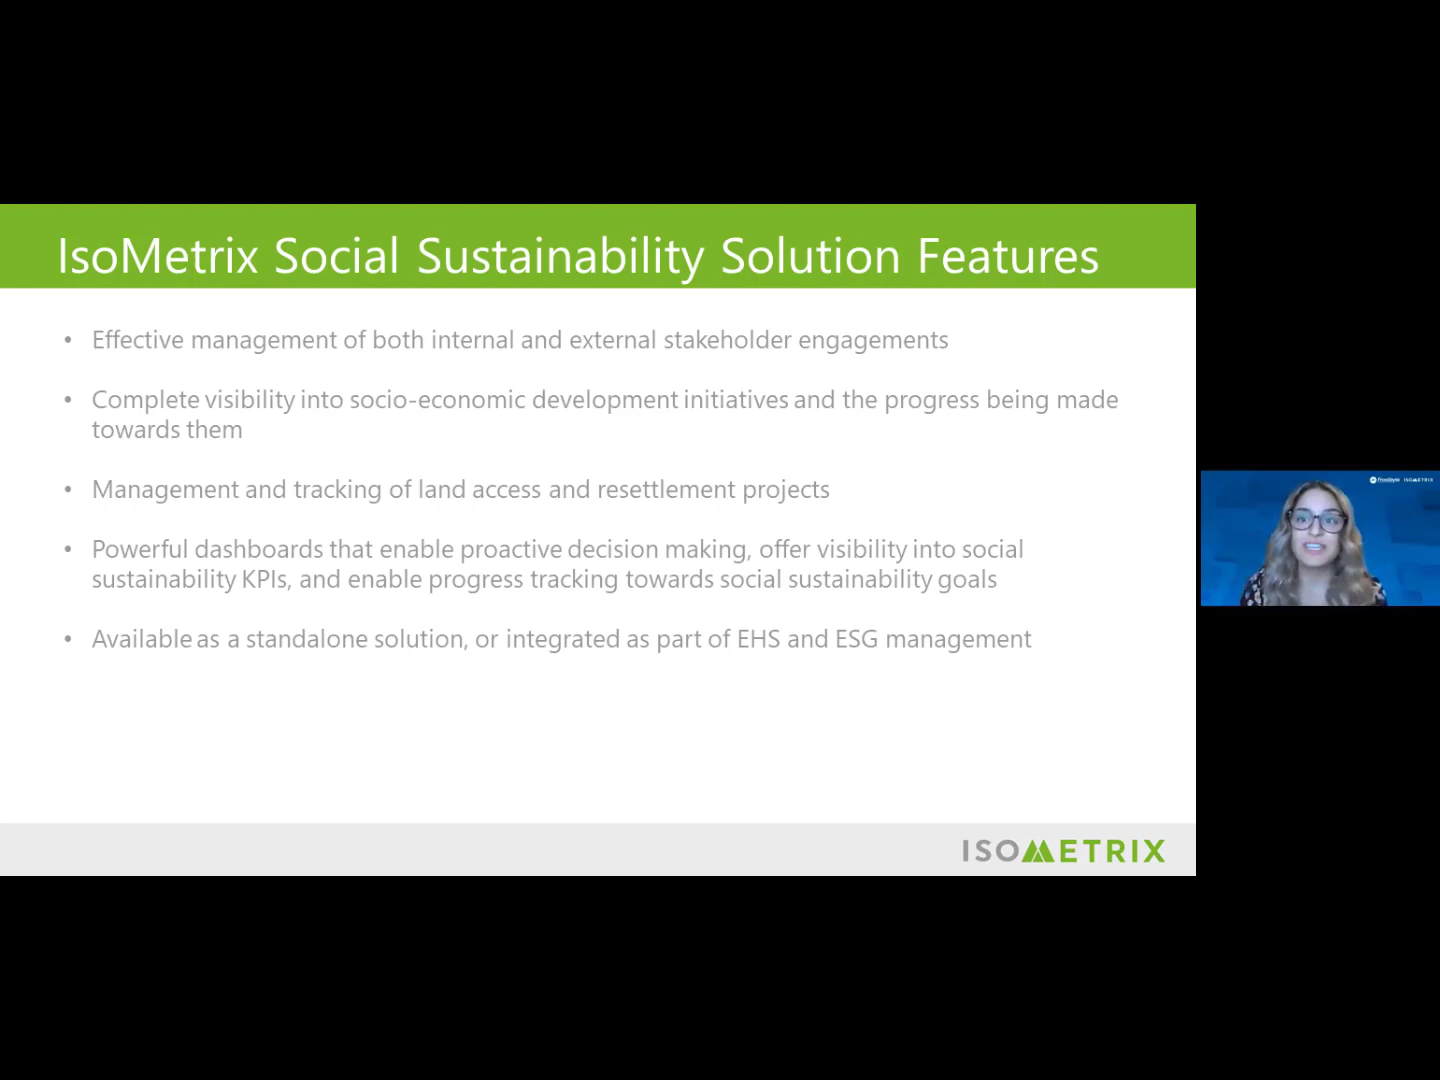 IsoMetrix Social Sustainability Solution Features
• Effective management of both internal and external stakeholder engagements
• Complete visibility into socio-economic development initiatives and the progress being made
towards them
• Management and tracking of land access and resettlement projects
• Powerful dashboards that enable proactive decision making, offer visibility into social
sustainability KPIs, and enable progress tracking towards social sustainability goals
• Available as a standalone solution, or integrated as part of EHS and ESG management
ISOMETRIX
ISOMETRIX